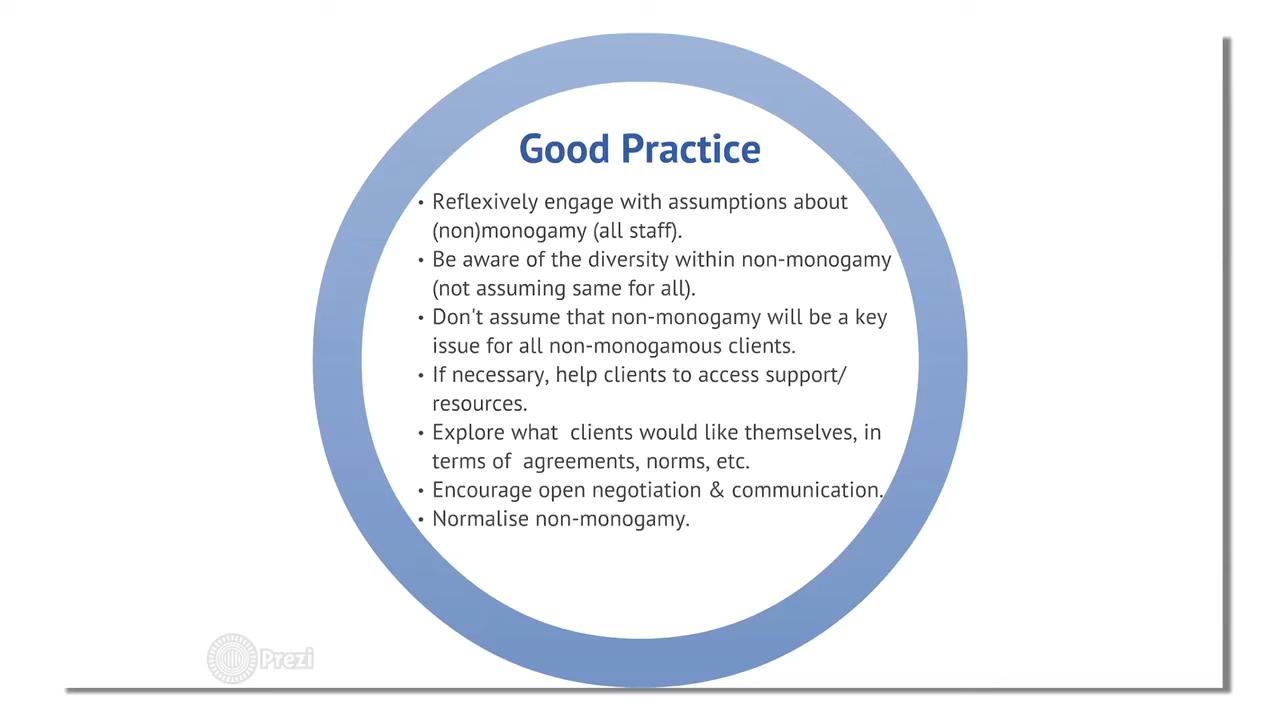 Good Practice
• Reflexively engage with assumptions about
(non)monogamy (all staff).
• Be aware of the diversity within non-monogamy
(not assuming same for all).
• Don't assume that non-monogamy will be a key
issue for all non-monogamous clients.
• If necessary, help clients to access support/
resources.
• Explore what  clients would like themselves, in
terms of  agreements, norms, etc.
• Encourage open negotiation & communication.
• Normalise non-monogamy.
Prezi